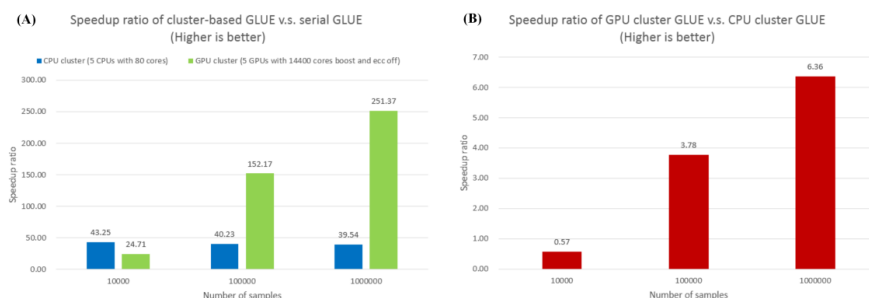 (A)
Speedup ratio of cluster-based GLUE v.s. serial GLUE
(Higher is better)
CPU cluster (5 CPUs with 80 cores)
GPU cluster (5 GPUs with 14400 cores boost and ecc off)
300.00
250.00
200.00
150.00
100.00
50.00
0.00
Speedup ratio
43.25
24.71
40.23
152.17
39.54
251.37
10000
100000
1000000
Number of samples
(B)
Speedup ratio of GPU cluster GLUE v.s. CPU cluster GLUE
(Higher is better)
7.00
6.00
5.00
4.00
3.00
2.00
1.00
0.00
Speedup ratio
0.57
3.78
6.36
10000
100000
1000000
Number of samples